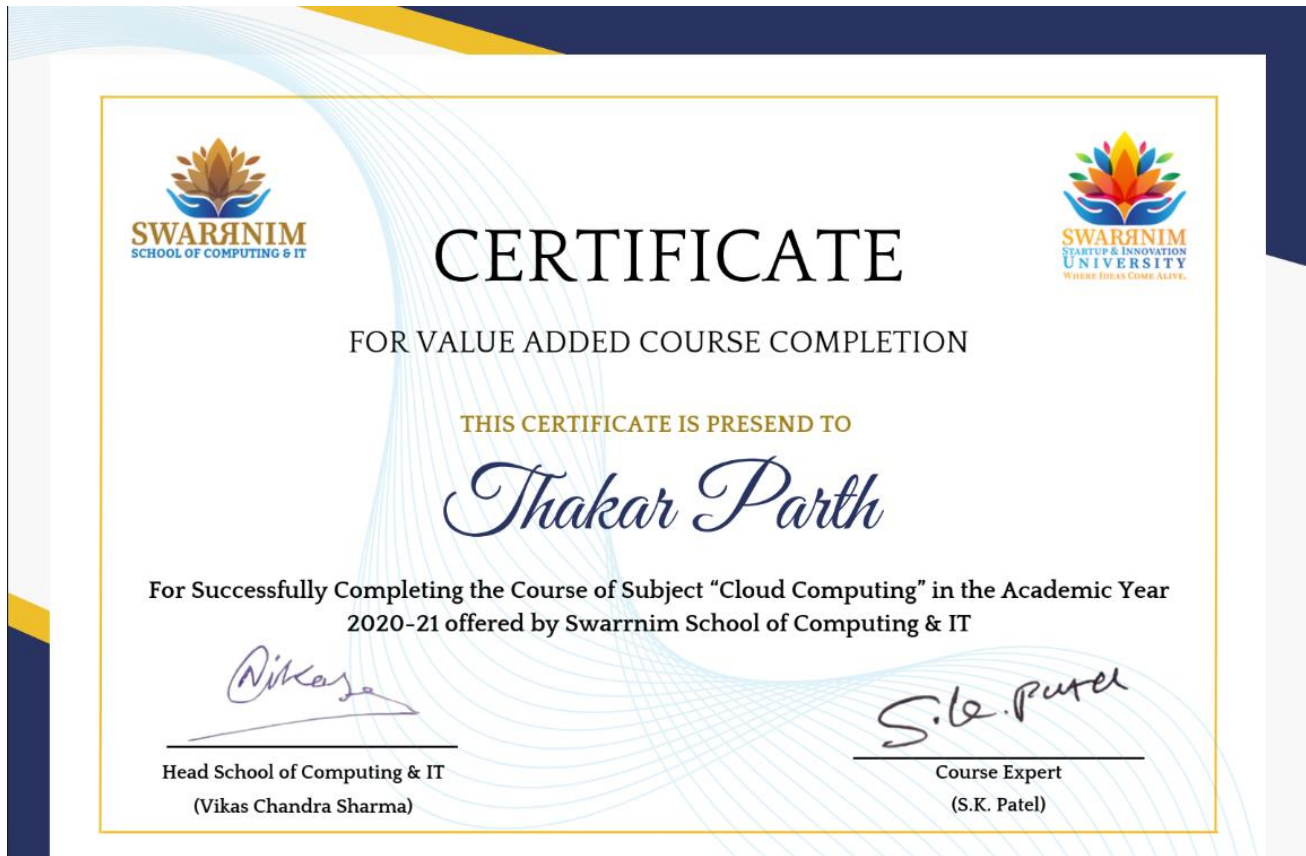 SWARRNIM
SCHOOL OF COMPUTING & IT
SWARRNIM
STARTUP & INNOVATION
UNIVERSITY
WHERE IDEAS COME ALIVE.
CERTIFICATE
FOR VALUE ADDED COURSE COMPLETION
THIS CERTIFICATE IS PRESEND TO
Thakar Parth
For Successfully Completing the Course of Subject “Cloud Computing” in the Academic Year
2020-21 offered by Swarrnim School of Computing & IT
S.K. Patel
Head School of Computing & IT
(Vikas Chandra Sharma)
Course Expert
(S.K. Patel)